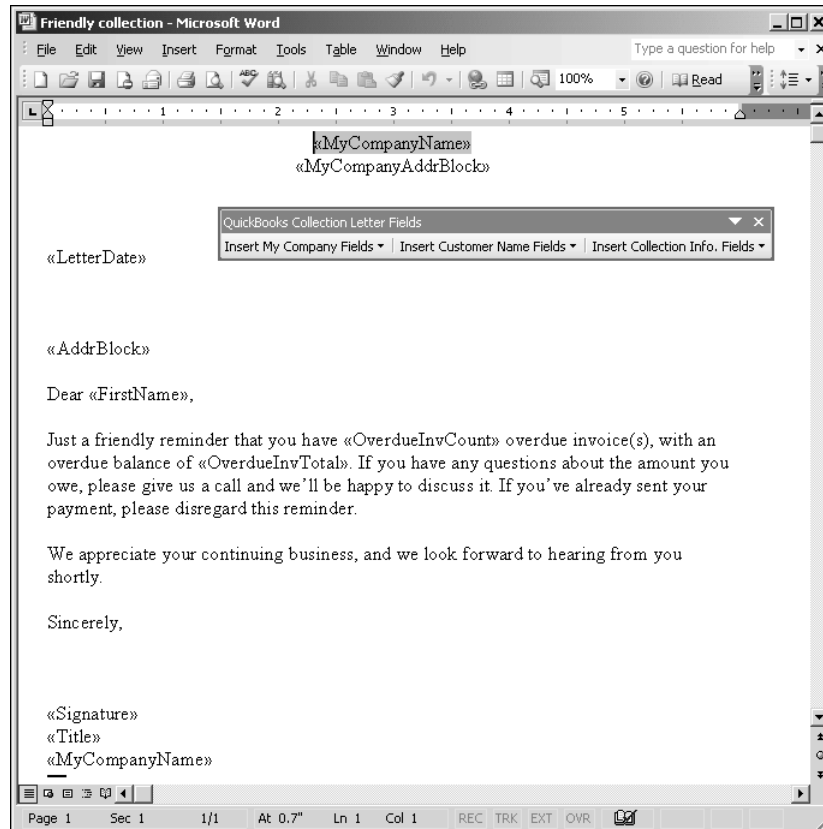 Friendly collection - Microsoft Word
File Edit View Insert Format Tools Table Window Help Type a question for help
100% Read
1 2 3 4 5
«MyCompanyName»
«MyCompanyAddrBlock»
QuickBooks Collection Letter Fields
Insert My Company Fields Insert Customer Name Fields Insert Collection Info. Fields
«LetterDate»
«AddrBlock»
Dear «FirstName»,
Just a friendly reminder that you have «OverdueInvCount» overdue invoice(s), with an
overdue balance of «OverdueInvTotal». If you have any questions about the amount you
owe, please give us a call and we'll be happy to discuss it. If you've already sent your
payment, please disregard this reminder.
We appreciate your continuing business, and we look forward to hearing from you
shortly.
Sincerely,
«Signature»
«Title»
«MyCompanyName»
Page 1 Sec 1 1/1 At 0.7" Ln 1 Col 1 REC TRK EXT OVR